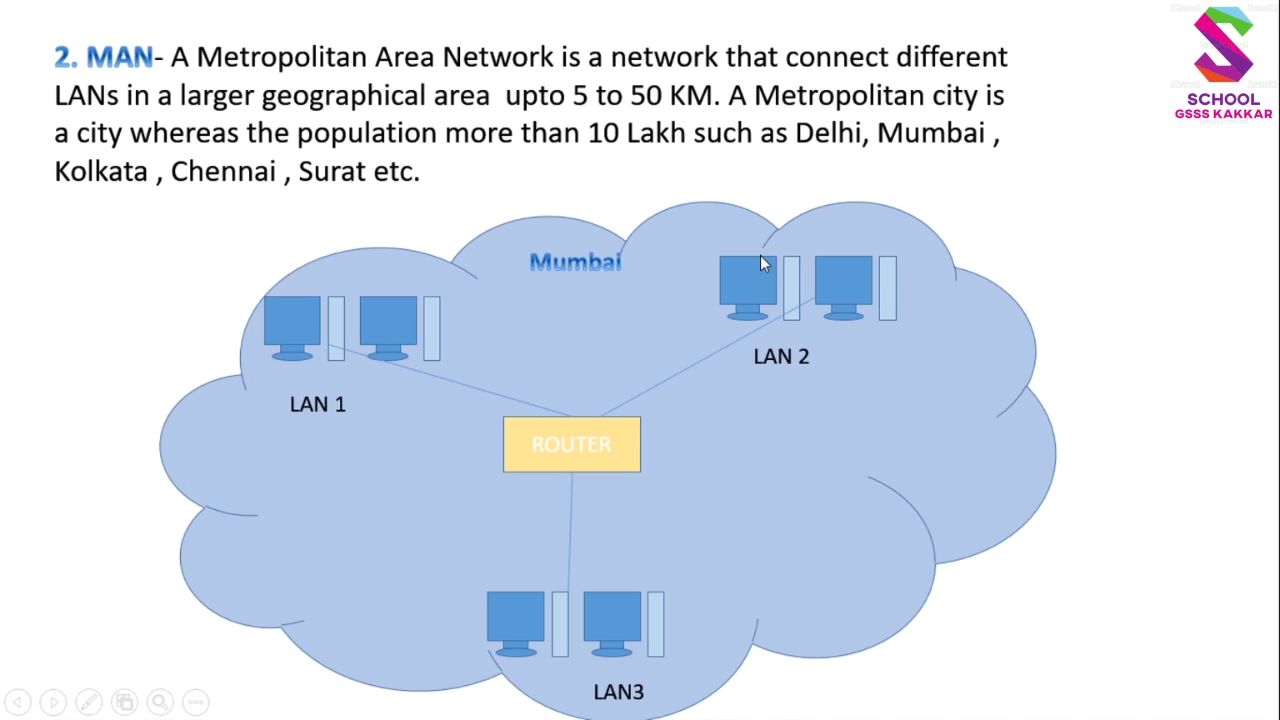 2. MAN- A Metropolitan Area Network is a network that connect different
LANs in a larger geographical area upto 5 to 50 KM. A Metropolitan city is
a city whereas the population more than 10 Lakh such as Delhi, Mumbai ,
Kolkata , Chennai , Surat etc.
SCHOOL
GSSS KAKKAR
Mumbai
LAN 2
LAN 1
ROUTER
LAN3